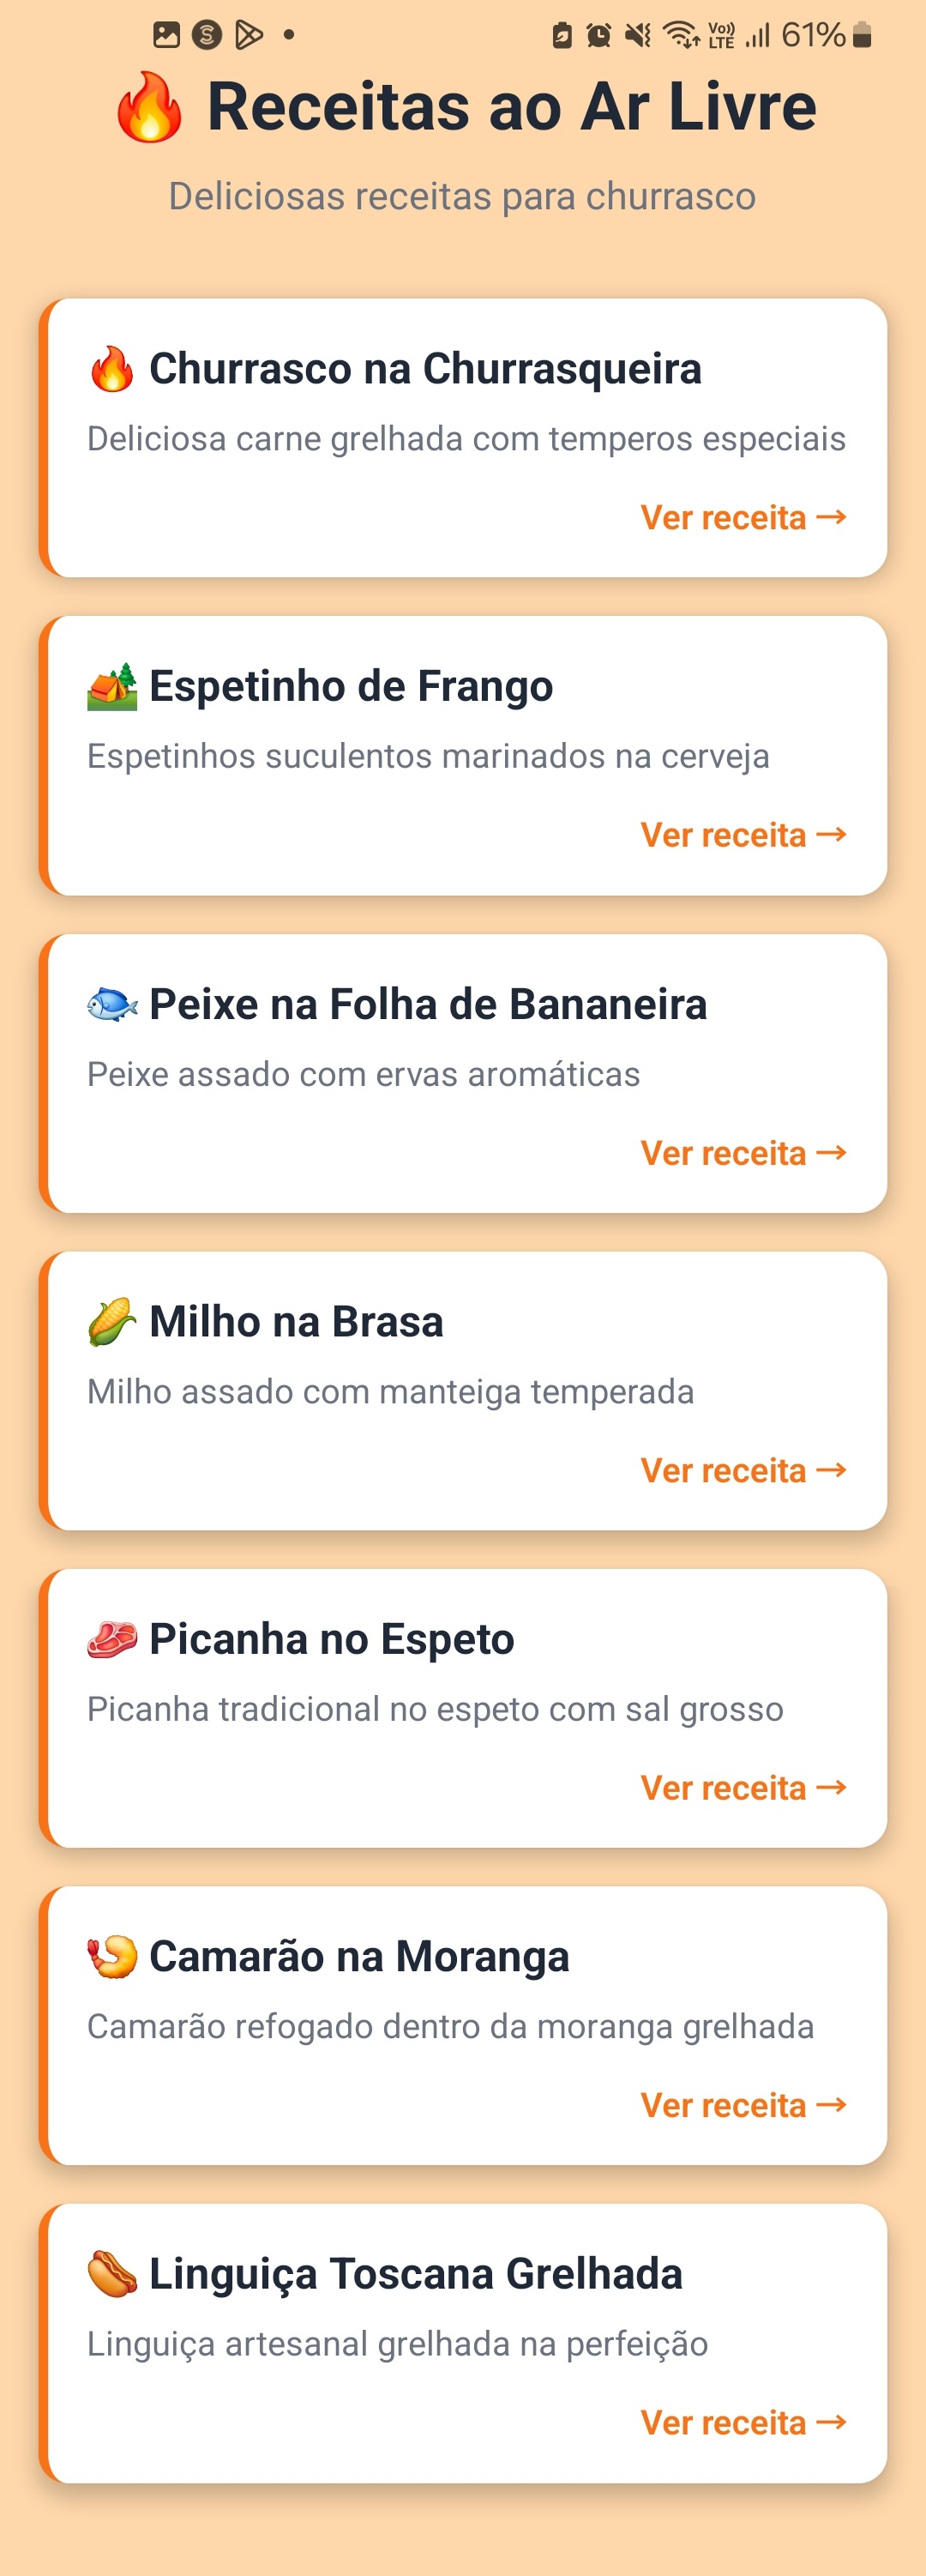 Vo)) LTE 61%
🔥 Receitas ao Ar Livre
Deliciosas receitas para churrasco
🔥 Churrasco na Churrasqueira
Deliciosa carne grelhada com temperos especiais
Ver receita →
🏕️ Espetinho de Frango
Espetinhos suculentos marinados na cerveja
Ver receita →
🐟 Peixe na Folha de Bananeira
Peixe assado com ervas aromáticas
Ver receita →
🌽 Milho na Brasa
Milho assado com manteiga temperada
Ver receita →
🥩 Picanha no Espeto
Picanha tradicional no espeto com sal grosso
Ver receita →
🍤 Camarão na Moranga
Camarão refogado dentro da moranga grelhada
Ver receita →
🌭 Linguiça Toscana Grelhada
Linguiça artesanal grelhada na perfeição
Ver receita →